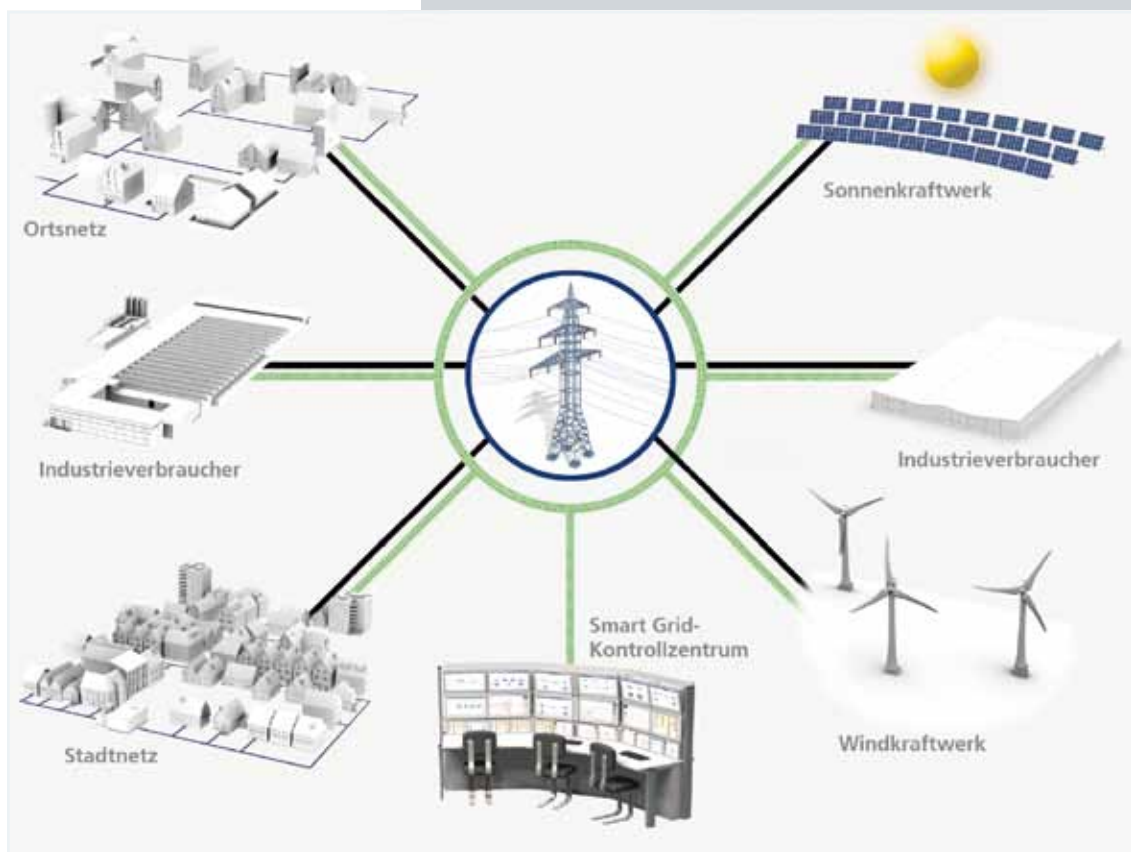 Ortsnetz
Sonnenkraftwerk
Industrieverbraucher
Industrieverbraucher
Smart Grid-
Kontrollzentrum
Stadtnetz
Windkraftwerk